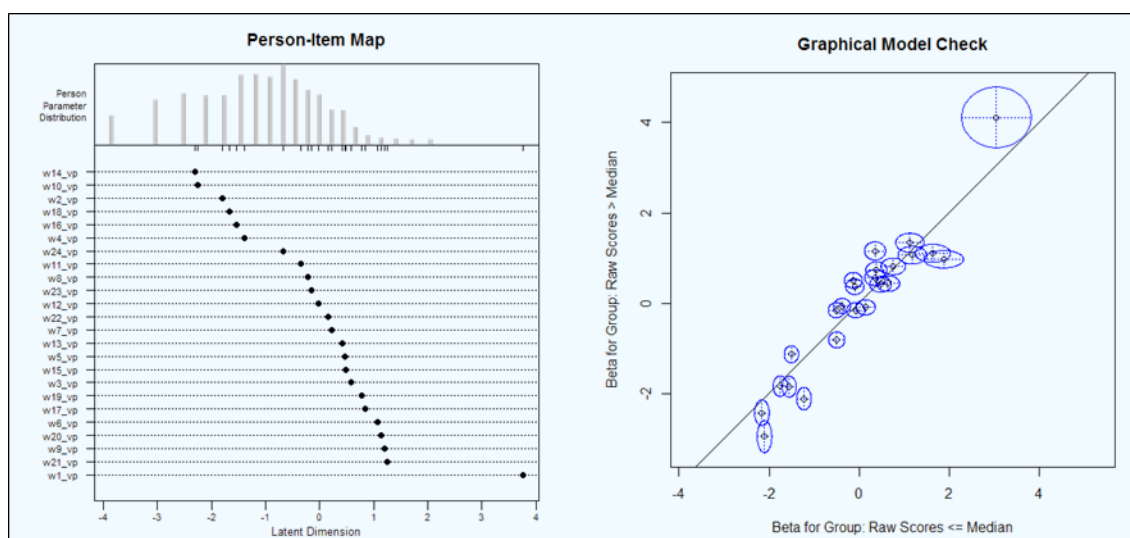 Person-Item Map
Person
Parameter
Distribution
w14_vp
w10_vp
w2_vp
w18_vp
w16_vp
w4_vp
w24_vp
w11_vp
w8_vp
w23_vp
w12_vp
w22_vp
w7_vp
w13_vp
w5_vp
w15_vp
w3_vp
w19_vp
w17_vp
w6_vp
w20_vp
w9_vp
w21_vp
w1_vp
-4 -3 -2 -1 0 1 2 3 4
Latent Dimension
Graphical Model Check
Beta for Group: Raw Scores > Median
4
2
0
-2
-4 -2 0 2 4
Beta for Group: Raw Scores <= Median